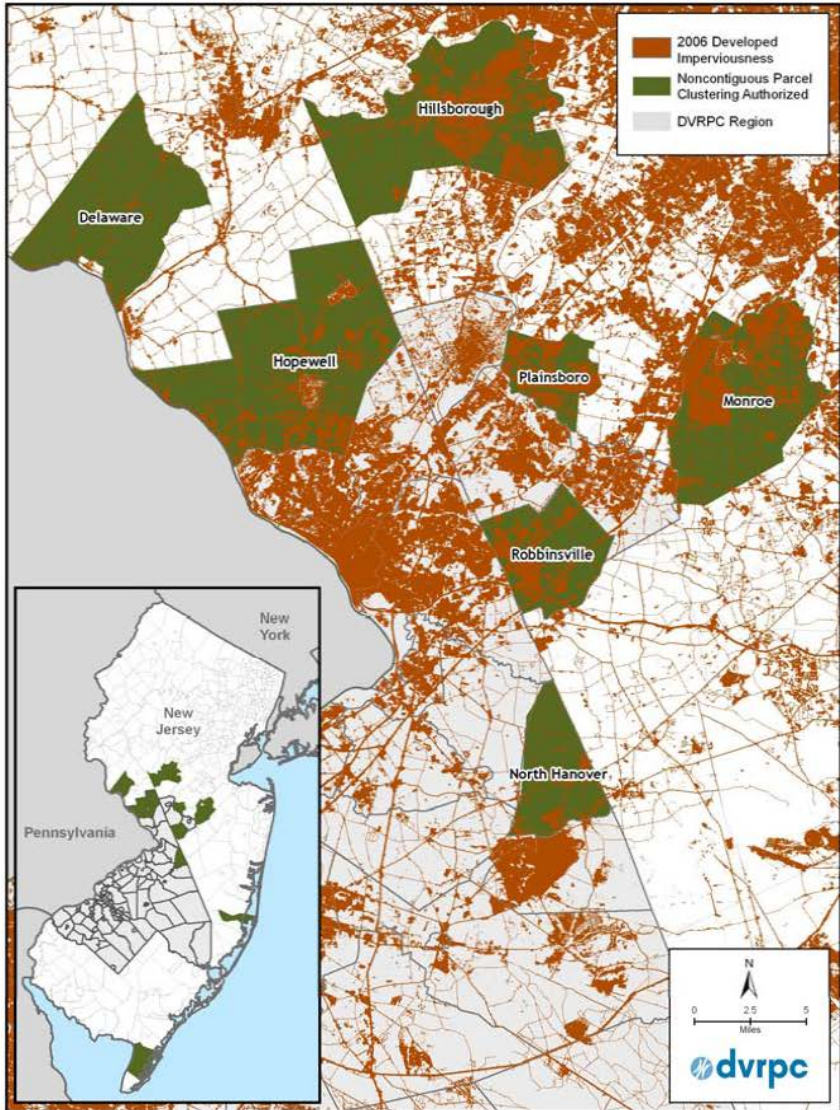 2006 Developed
Imperviousness
Noncontiguous Parcel
Clustering Authorized
DVRPC Region
Hillsborough
Delaware
Hopewell
Plainsboro
Monroe
Robbinsville
North Hanover
New
York
New
Jersey
Pennsylvania
N
0 2.5 5
Miles
dvrpc